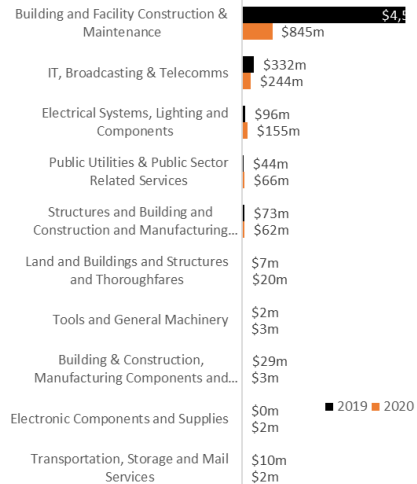 Building and Facility Construction &
Maintenance
$845m
IT, Broadcasting & Telecomms
$332m
$244m
Electrical Systems, Lighting and
Components
$96m
$155m
Public Utilities & Public Sector
Related Services
$44m
$66m
Structures and Building and
Construction and Manufacturing...
$73m
$62m
Land and Buildings and Structures
and Thoroughfares
$7m
$20m
Tools and General Machinery
$2m
$3m
Building & Construction,
Manufacturing Components and...
$29m
$3m
Electronic Components and Supplies
$0m
$2m
2019 2020
Transportation, Storage and Mail
Services
$10m
$2m